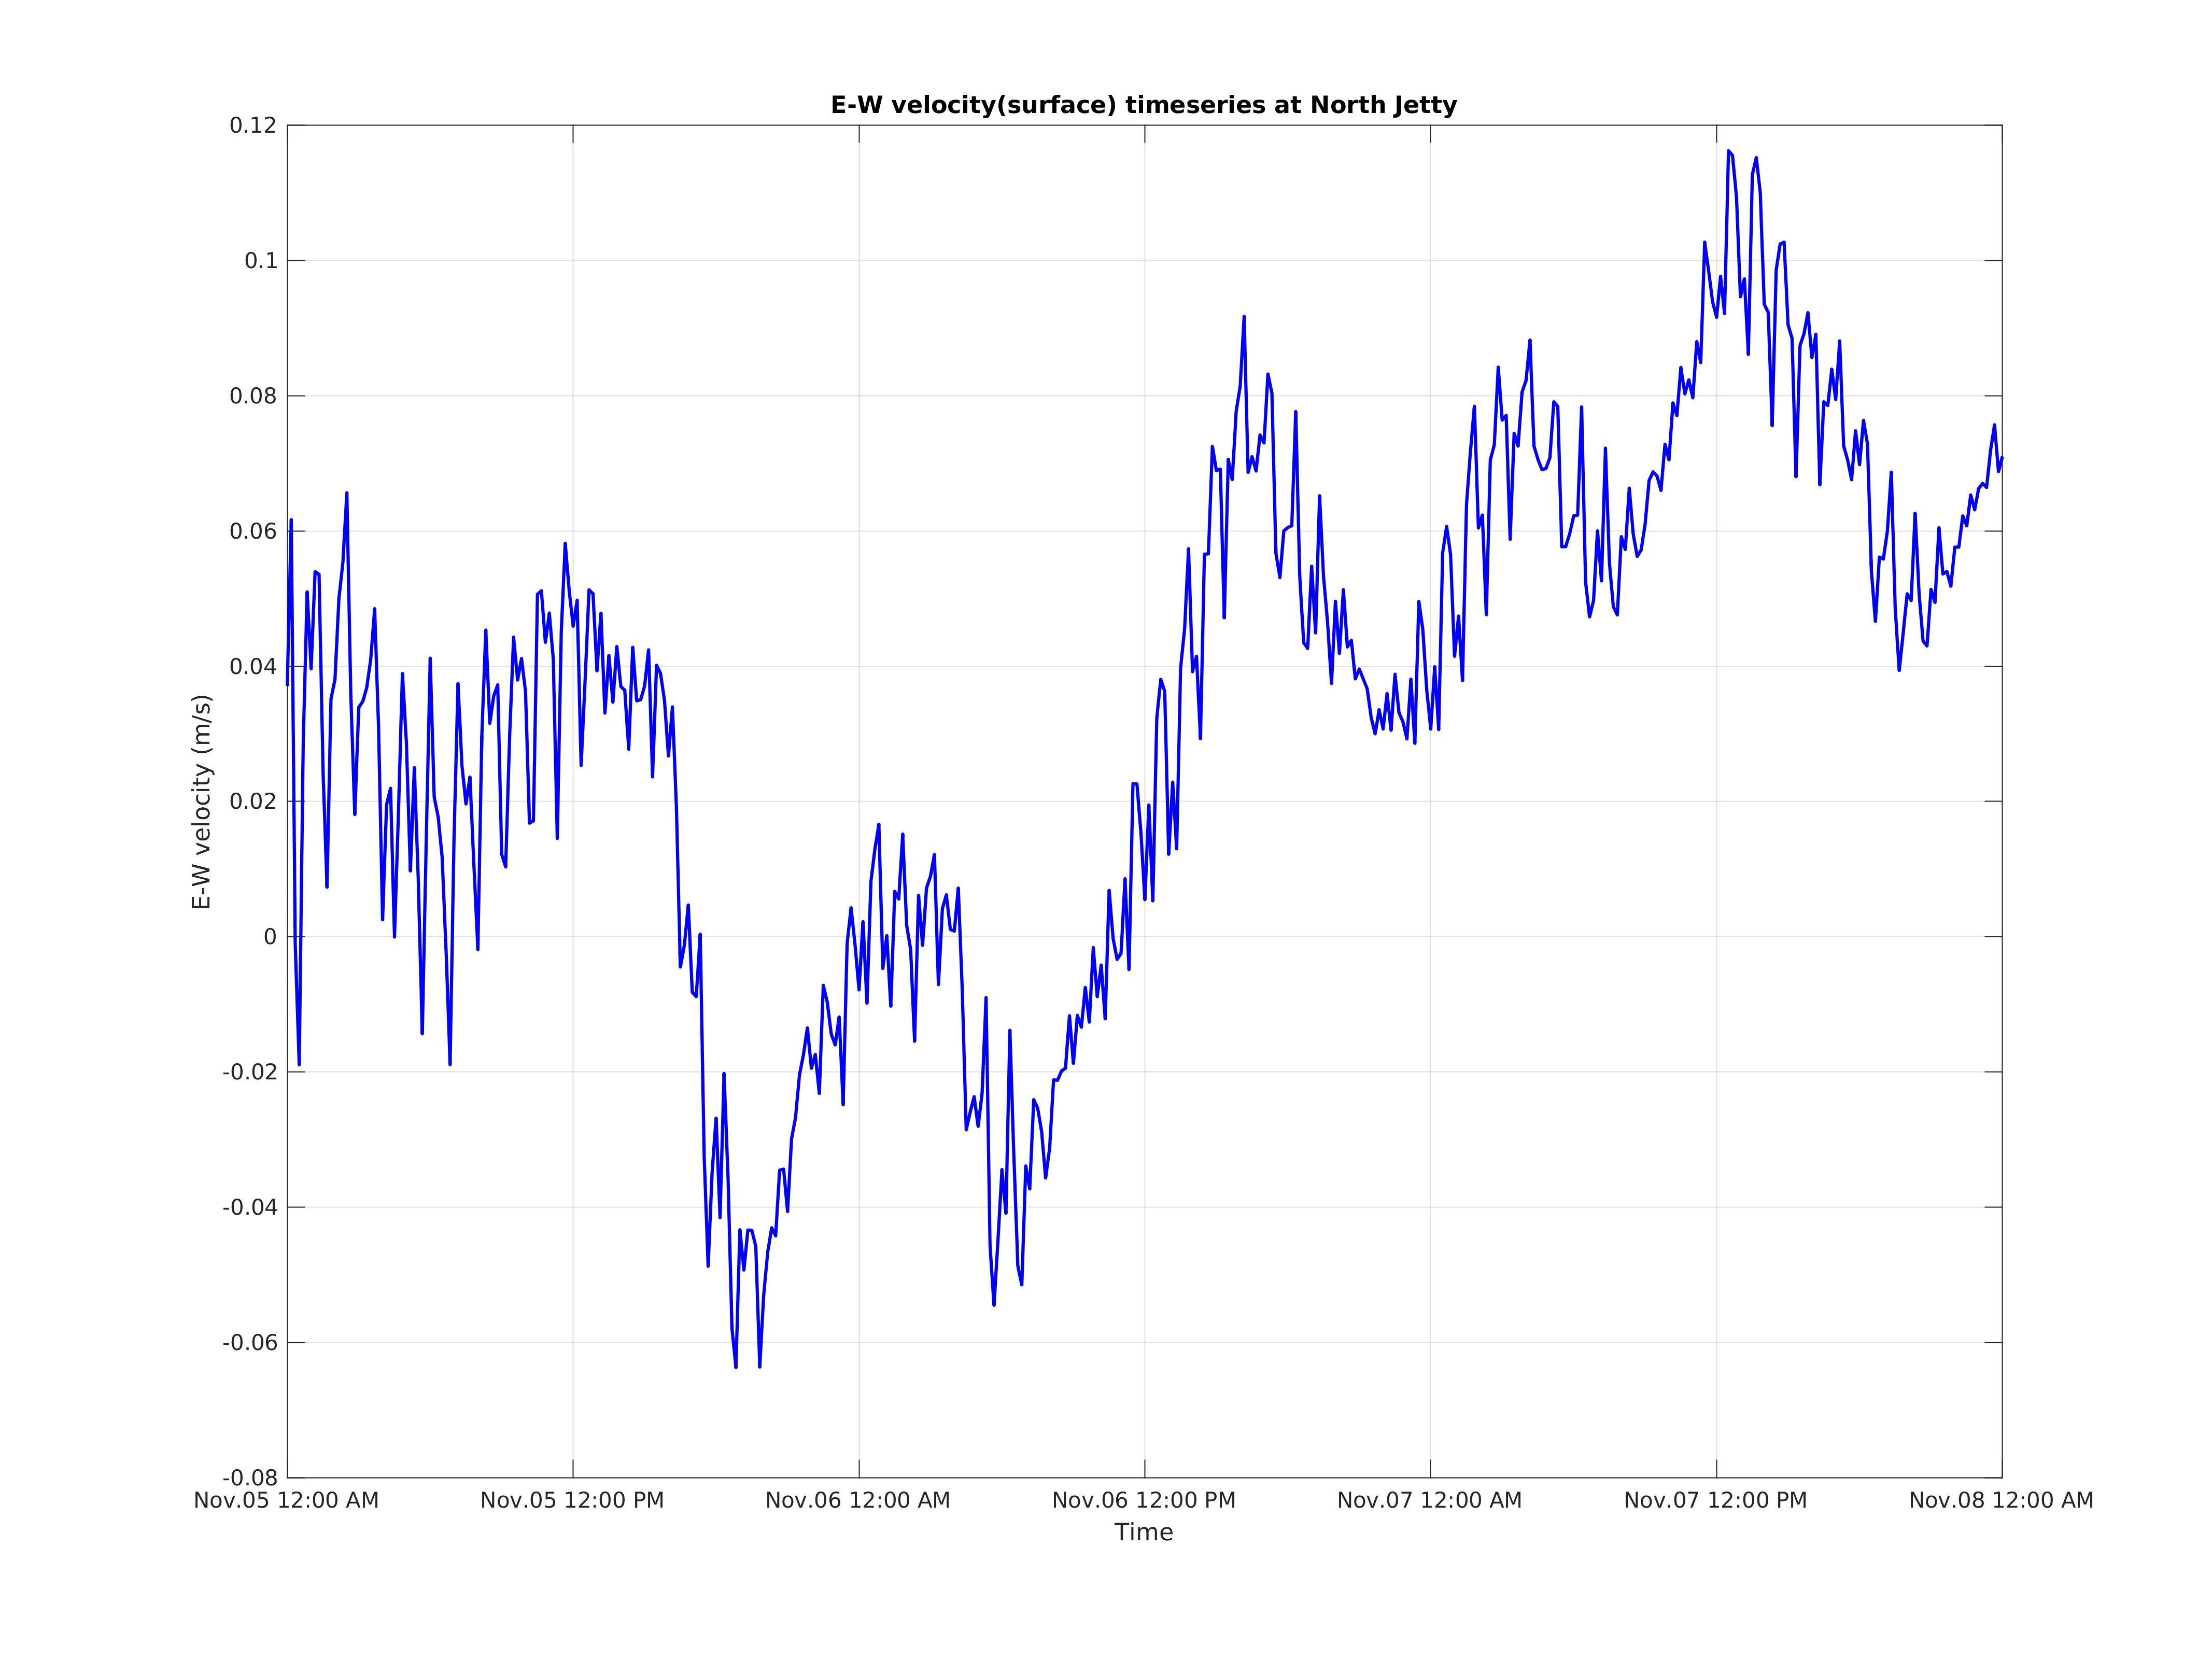 E-W velocity(surface) timeseries at North Jetty
0.12
0.1
0.08
0.06
0.04
0.02
0
-0.02
-0.04
-0.06
-0.08
E-W velocity (m/s)
Nov.05 12:00 AM Nov.05 12:00 PM Nov.06 12:00 AM Nov.06 12:00 PM Nov.07 12:00 AM Nov.07 12:00 PM Nov.08 12:00 AM
Time